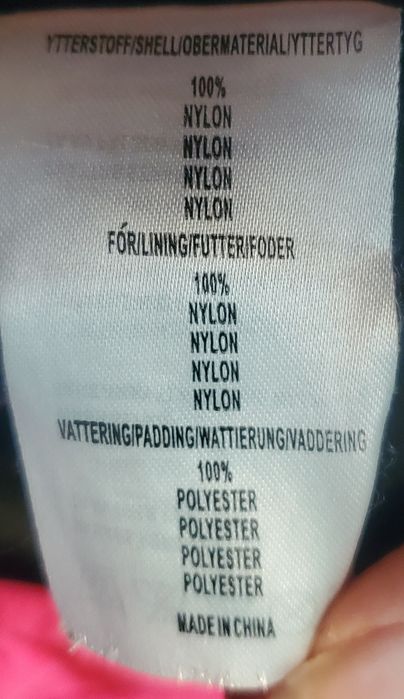 YTTERSTOFF/SHELL/OBERMATERIAL/YTTERTYG
100%
NYLON
NYLON
NYLON
NYLON
FÓR/LINING/FUTTER/FODER
100%
NYLON
NYLON
NYLON
NYLON
VATTERING/PADDING/WATTIERUNG/VADDERING
100%
POLYESTER
POLYESTER
POLYESTER
POLYESTER
MADE IN CHINA